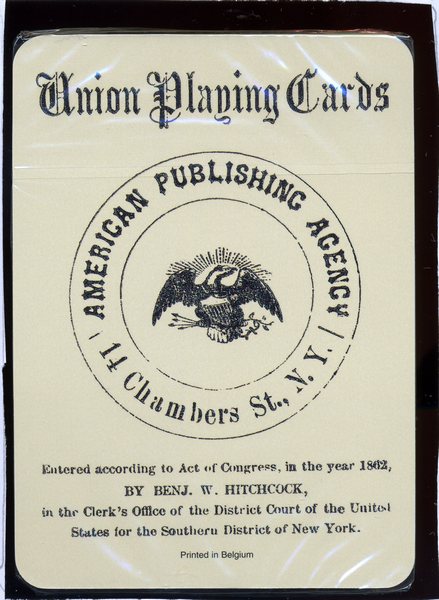 Union Playing Cards
AMERICAN PUBLISHING AGENCY
14 Chambers St., N. Y.
Entered according to Act of Congress, in the year 1862,
BY BENJ. W. HITCHCOCK,
in the Clerk's Office of the District Court of the United
States for the Southern District of New York.
Printed in Belgium